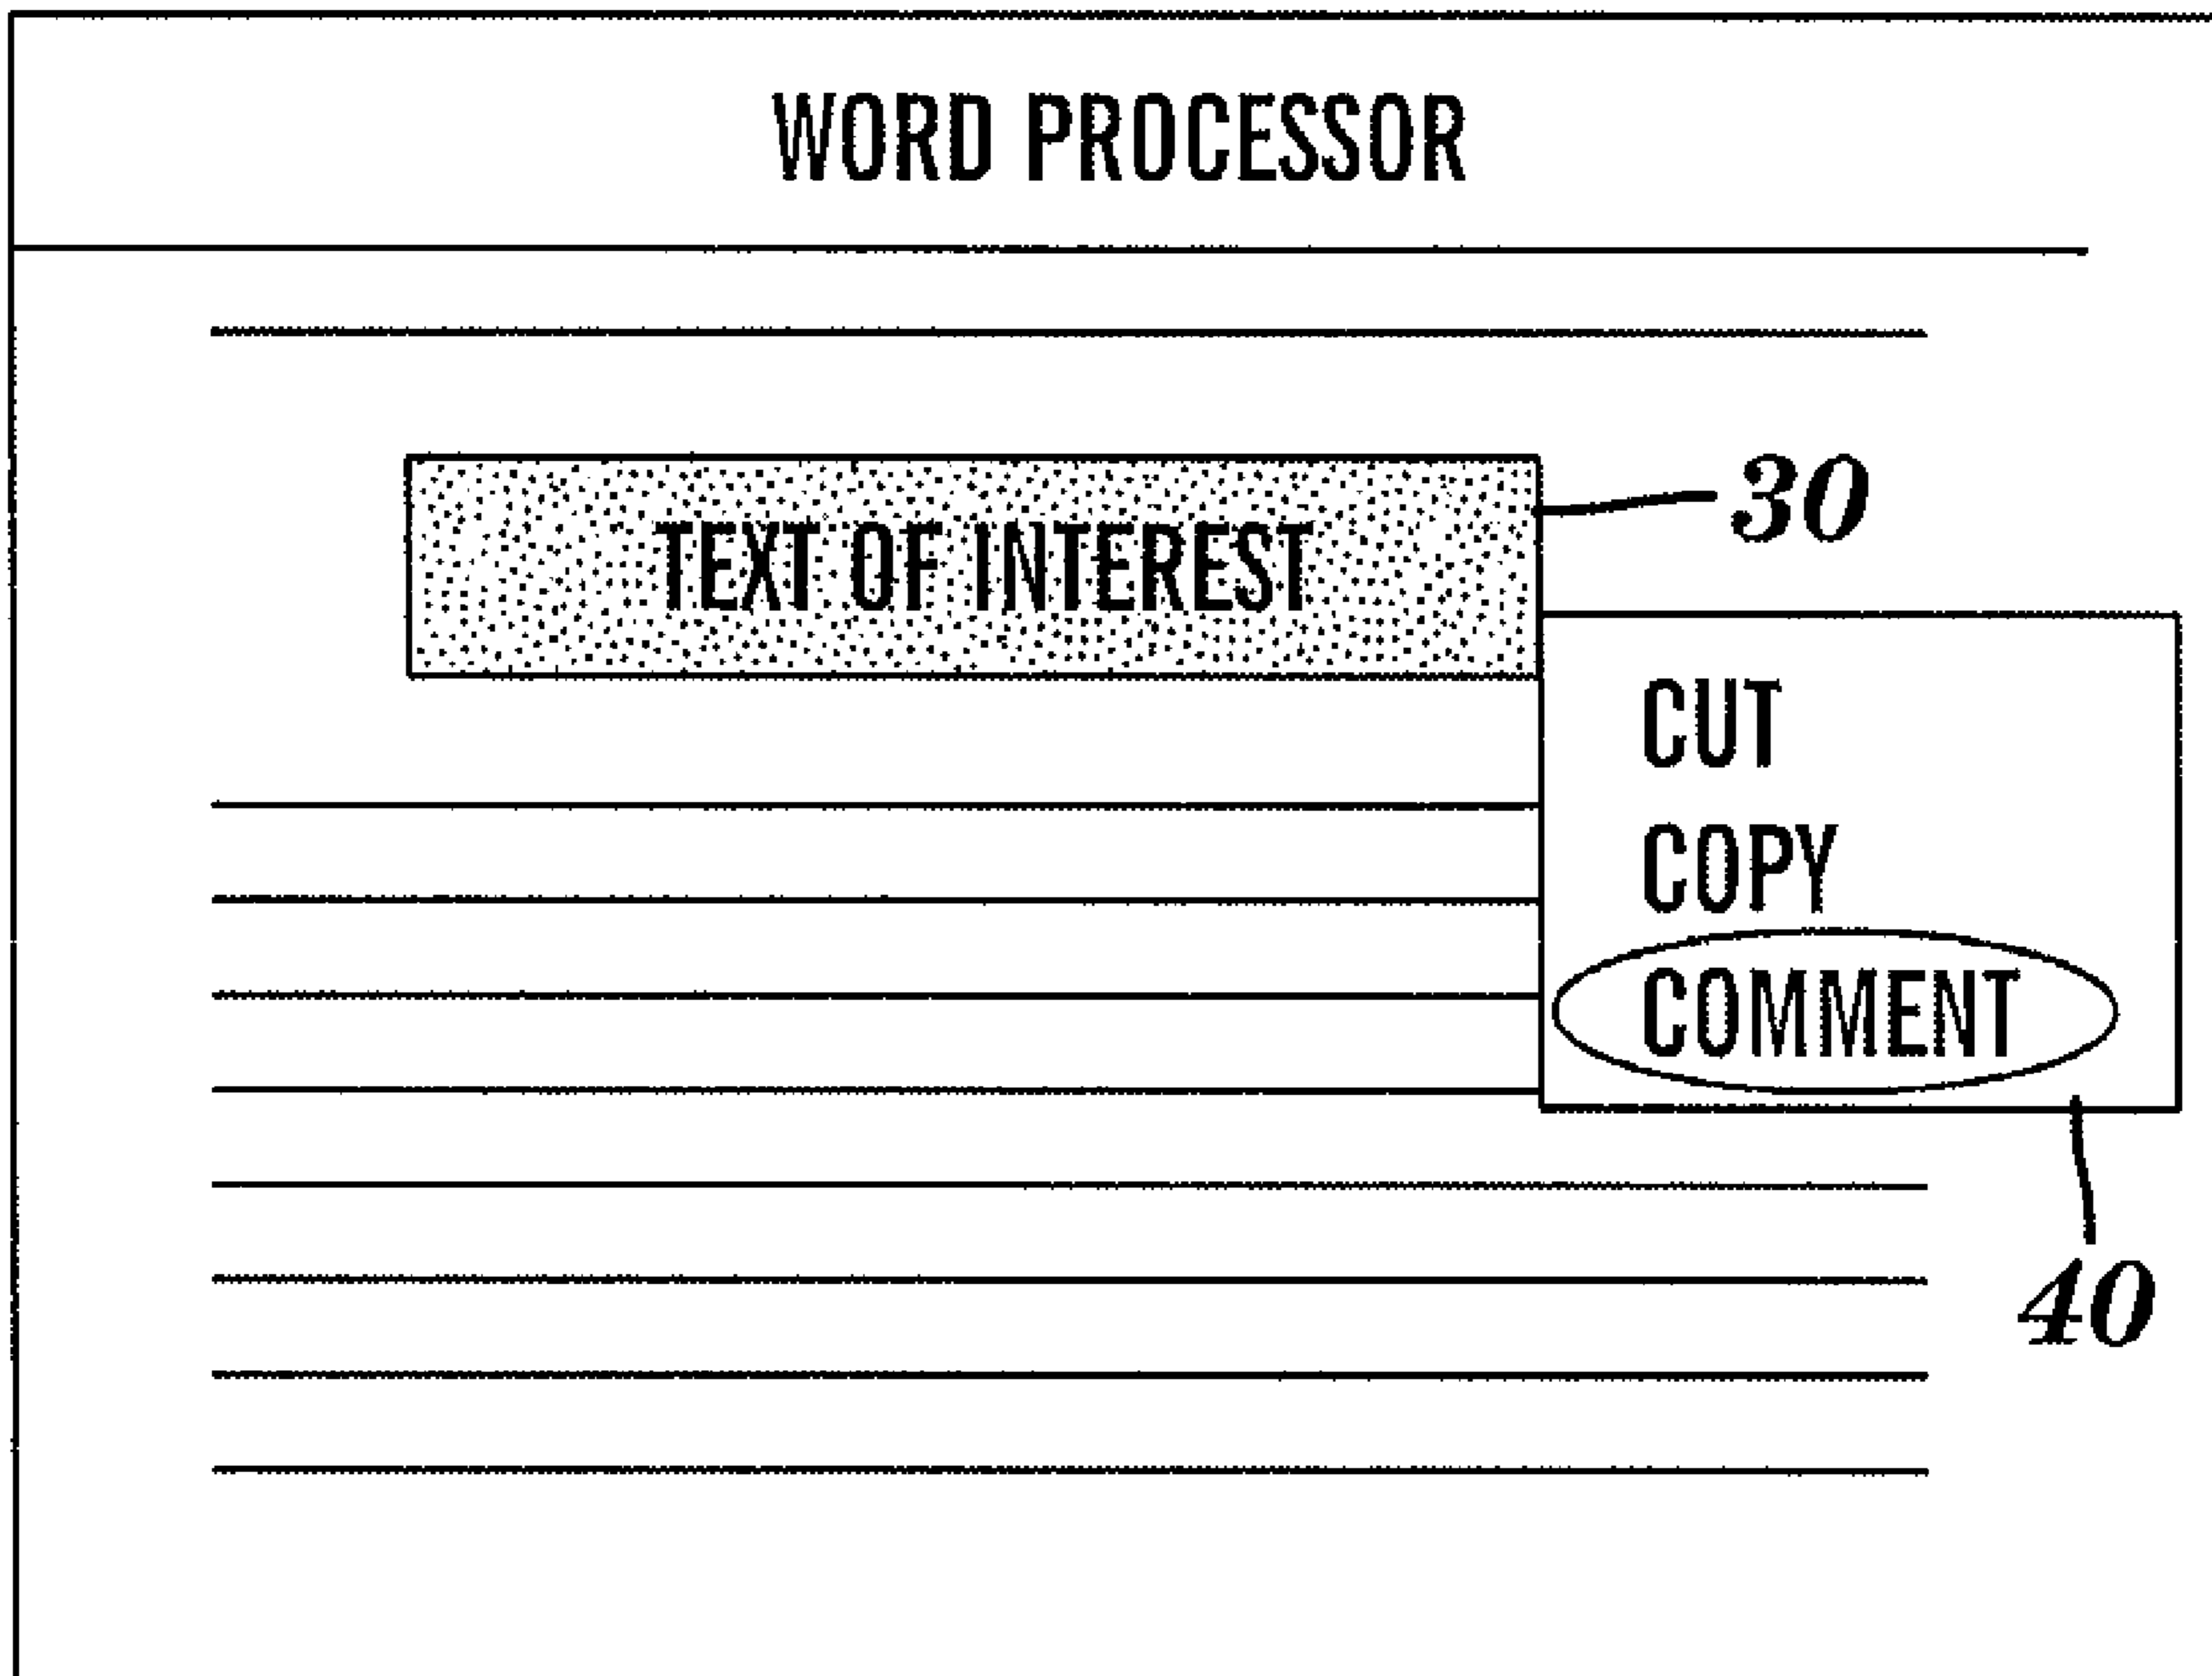 WORD PROCESSOR
TEXT OF INTEREST
30
CUT
COPY
COMMENT
40